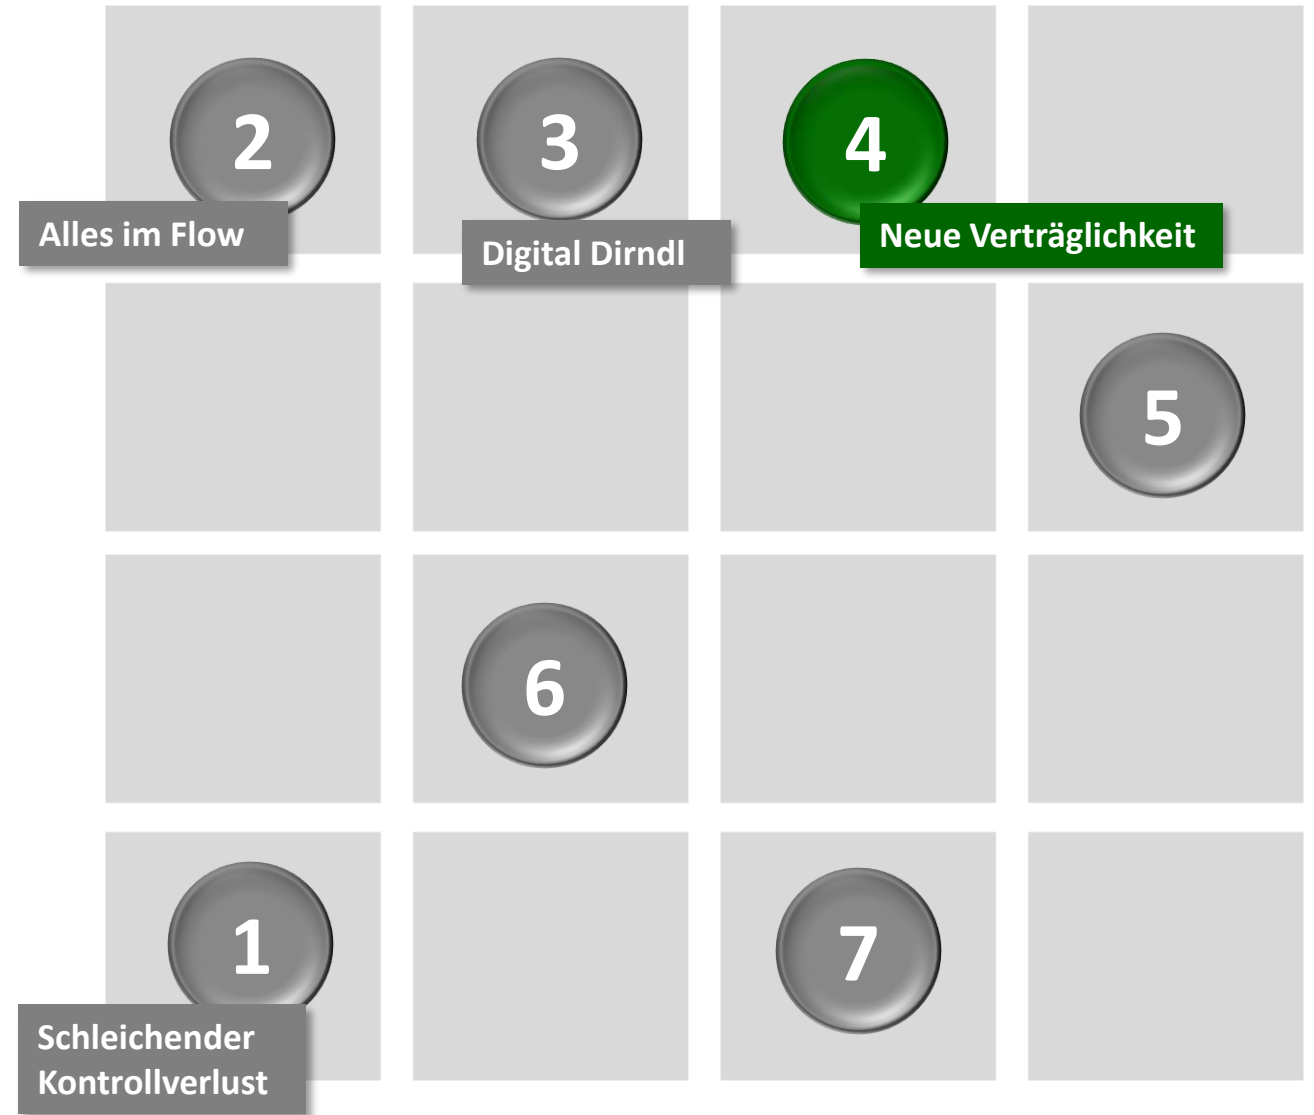 2
Alles im Flow
3
Digital Dirndl
4
Neue Verträglichkeit
5
6
1
Schleichender
Kontrollverlust
7